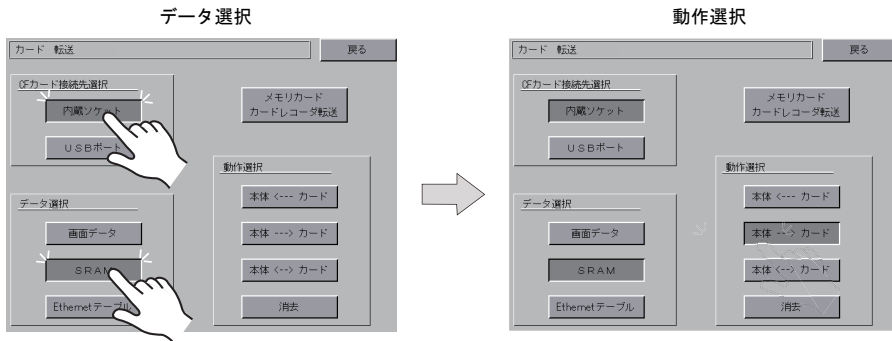 データ選択
動作選択
カード 転送
戻る
CFカード接続先選択
内蔵ソケット
USBポート
メモリカード
カードレコーダ転送
データ選択
画面データ
SRAM
Ethernetテーブル
動作選択
本体 <--- カード
本体 ---> カード
本体 <--> カード
消去
カード 転送
戻る
CFカード接続先選択
内蔵ソケット
USBポート
メモリカード
カードレコーダ転送
データ選択
画面データ
SRAM
Ethernetテーブル
動作選択
本体 <--- カード
本体 ---> カード
本体 <--> カード
消去